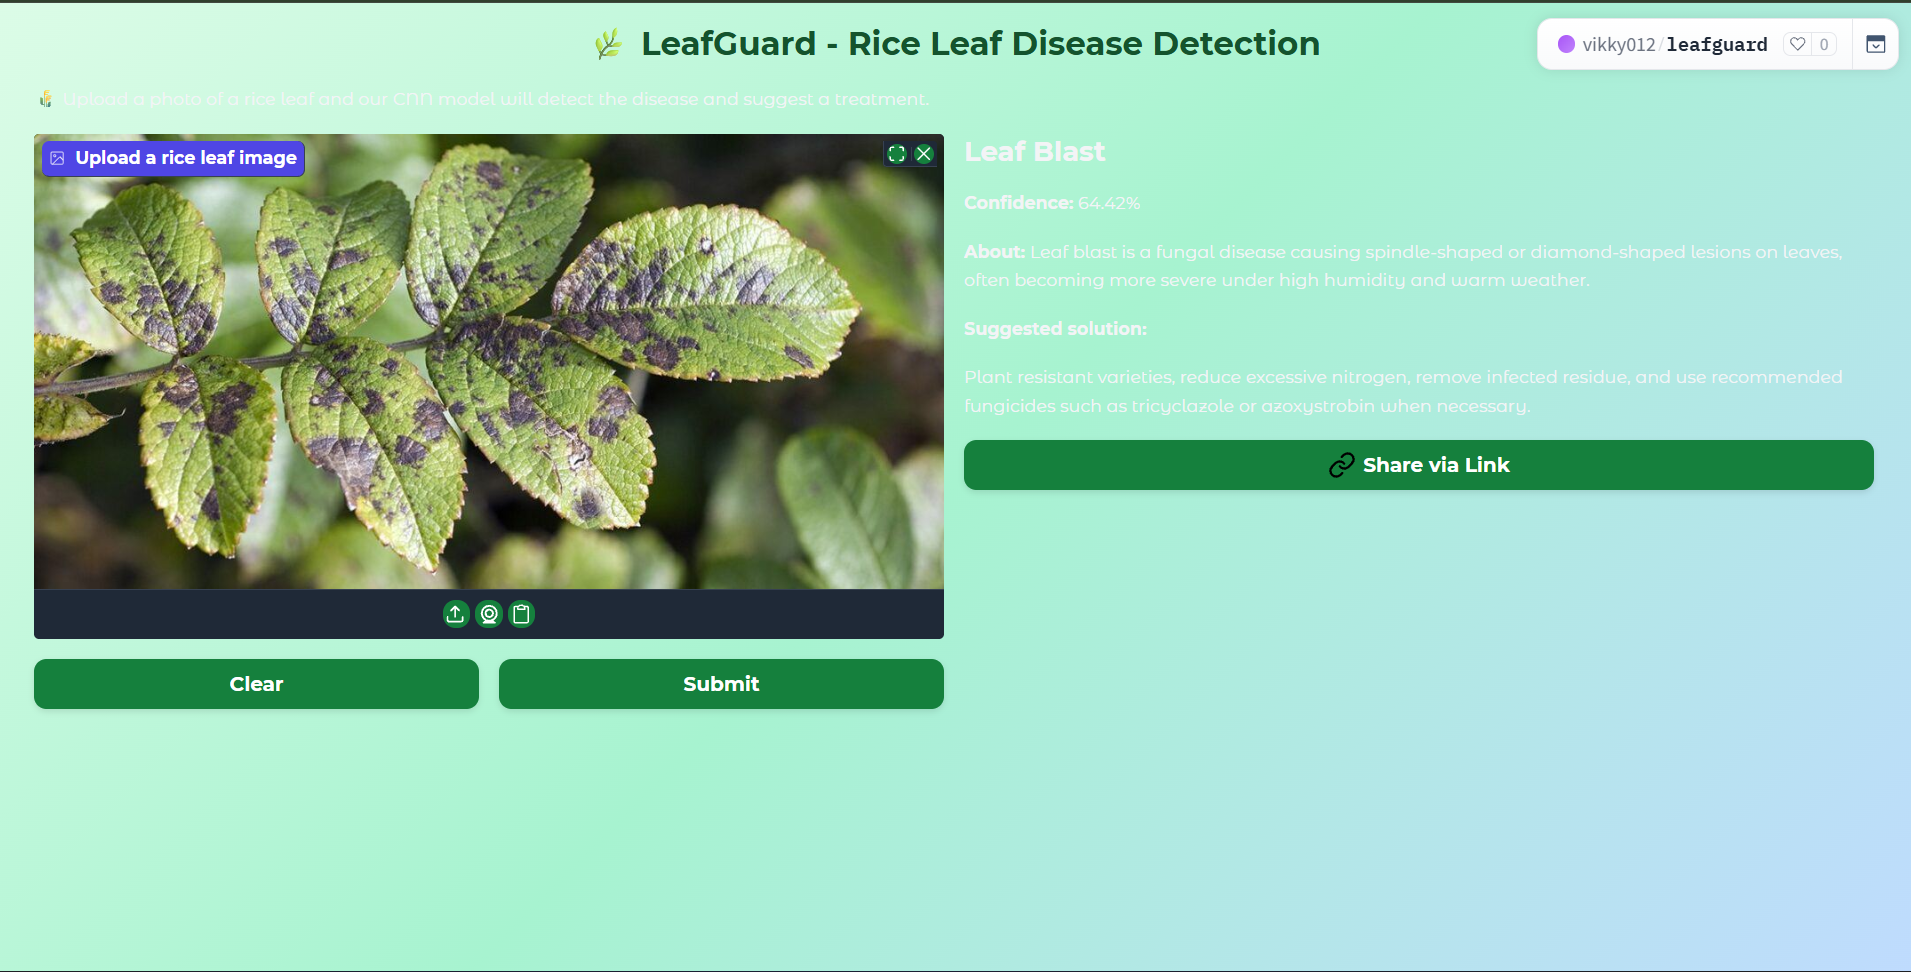 🌿 LeafGuard - Rice Leaf Disease Detection
vikky012/leafguard
0
Upload a photo of a rice leaf and our CNN model will detect the disease and suggest a treatment.
Upload a rice leaf image
Leaf Blast
Confidence: 64.42%
About: Leaf blast is a fungal disease causing spindle-shaped or diamond-shaped lesions on leaves,
often becoming more severe under high humidity and warm weather.
Suggested solution:
Plant resistant varieties, reduce excessive nitrogen, remove infected residue, and use recommended
fungicides such as tricyclazole or azoxystrobin when necessary.
Share via Link
Clear
Submit